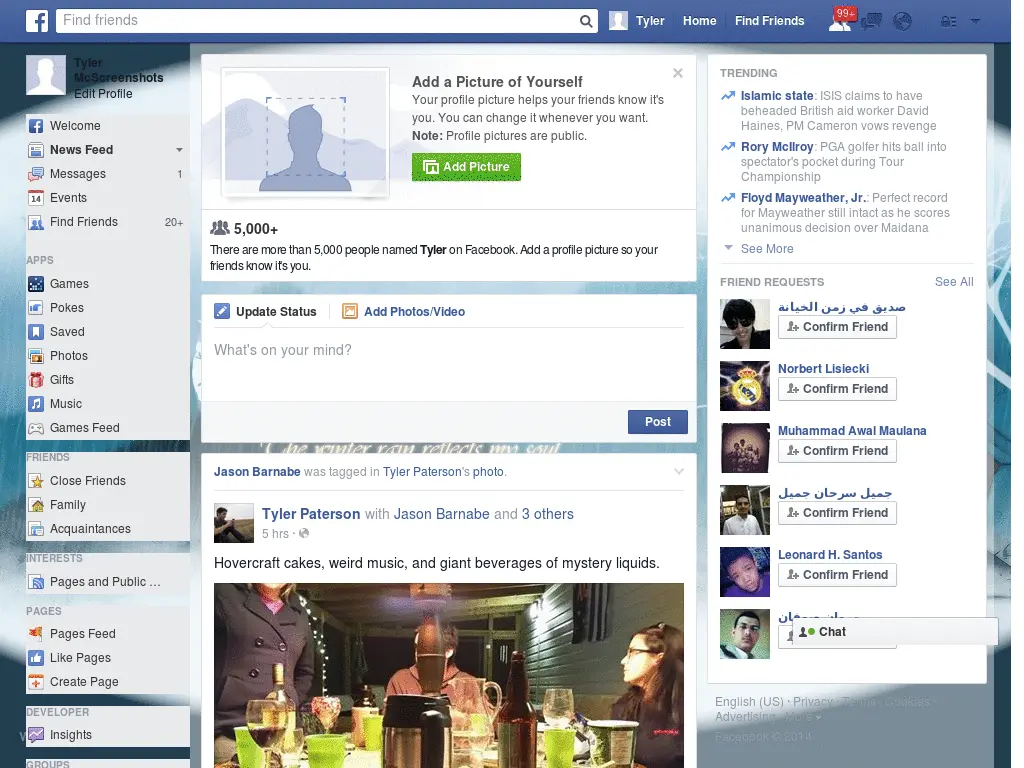 Find friends
Tyler
Home
Find Friends
99+
Tyler
McScreenshots
Edit Profile
Welcome
News Feed
Messages
1
14
Events
Find Friends
20+
APPS
Games
Pokes
Saved
Photos
Gifts
Music
Games Feed
FRIENDS
Close Friends
Family
Acquaintances
INTERESTS
Pages and Public ...
PAGES
Pages Feed
Like Pages
Create Page
DEVELOPER
Insights
GROUPS
Add a Picture of Yourself
Your profile picture helps your friends know it's
you. You can change it whenever you want.
Note: Profile pictures are public.
Add Picture
5,000+
There are more than 5,000 people named Tyler on Facebook. Add a profile picture so your
friends know it's you.
Update Status
Add Photos/Video
What's on your mind?
Post
The winter rain reflects my soul
Jason Barnabe was tagged in Tyler Paterson's photo.
Tyler Paterson with Jason Barnabe and 3 others
5 hrs ·
Hovercraft cakes, weird music, and giant beverages of mystery liquids.
TRENDING
Islamic state: ISIS claims to have
beheaded British aid worker David
Haines, PM Cameron vows revenge
Rory McIlroy: PGA golfer hits ball into
spectator's pocket during Tour
Championship
Floyd Mayweather, Jr.: Perfect record
for Mayweather still intact as he scores
unanimous decision over Maidana
See More
FRIEND REQUESTS
See All
صديق في زمن الخيانة
Confirm Friend
Norbert Lisiecki
Confirm Friend
Muhammad Awal Maulana
Confirm Friend
جميل سرحان جميل
Confirm Friend
Leonard H. Santos
Confirm Friend
Chat
English (US) · Privacy · Terms · Cookies ·
Advertising · More
Facebook © 2014